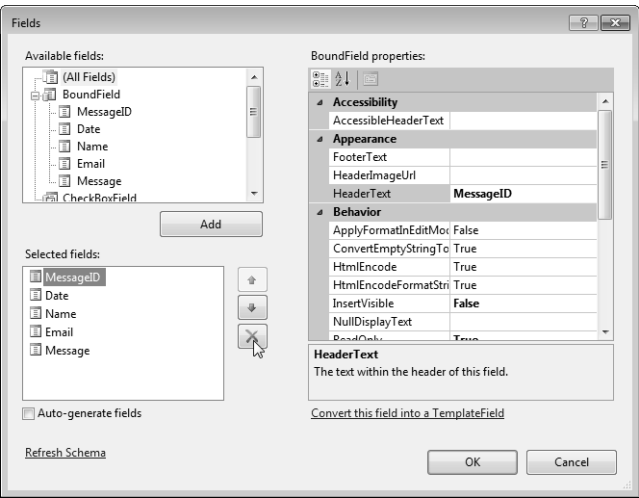 Fields
Available fields:
(All Fields)
BoundField
MessageID
Date
Name
Email
Message
CheckBoxField
Add
Selected fields:
MessageID
Date
Name
Email
Message
Auto-generate fields
Refresh Schema
BoundField properties:
Accessibility
AccessibleHeaderText
Appearance
FooterText
HeaderImageUrl
HeaderText MessageID
Behavior
ApplyFormatInEditMod False
ConvertEmptyStringTo True
HtmlEncode True
HtmlEncodeFormatStri True
InsertVisible False
NullDisplayText
ReadOnly True
HeaderText
The text within the header of this field.
Convert this field into a TemplateField
OK Cancel